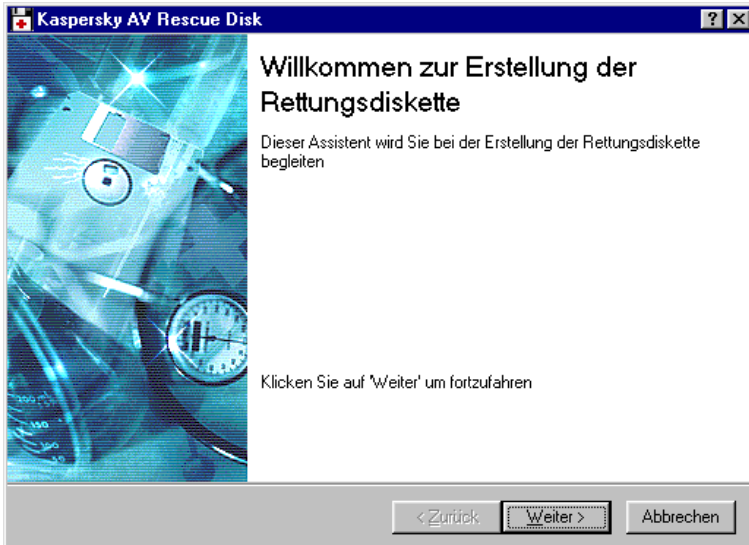 Kaspersky AV Rescue Disk
Willkommen zur Erstellung der
Rettungsdiskette
Dieser Assistent wird Sie bei der Erstellung der Rettungsdiskette
begleiten
Klicken Sie auf 'Weiter' um fortzufahren
< Zurück Weiter > Abbrechen